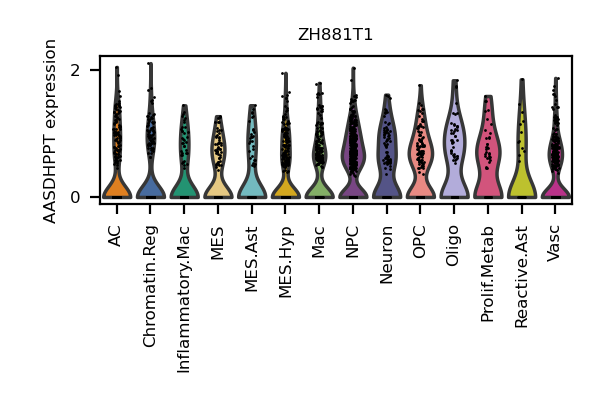 ZH881T1
AASDHPPT expression
2
0
AC
Chromatin.Reg
Inflammatory.Mac
MES
MES.Ast
MES.Hyp
Mac
NPC
Neuron
OPC
Oligo
Prolif.Metab
Reactive.Ast
Vasc